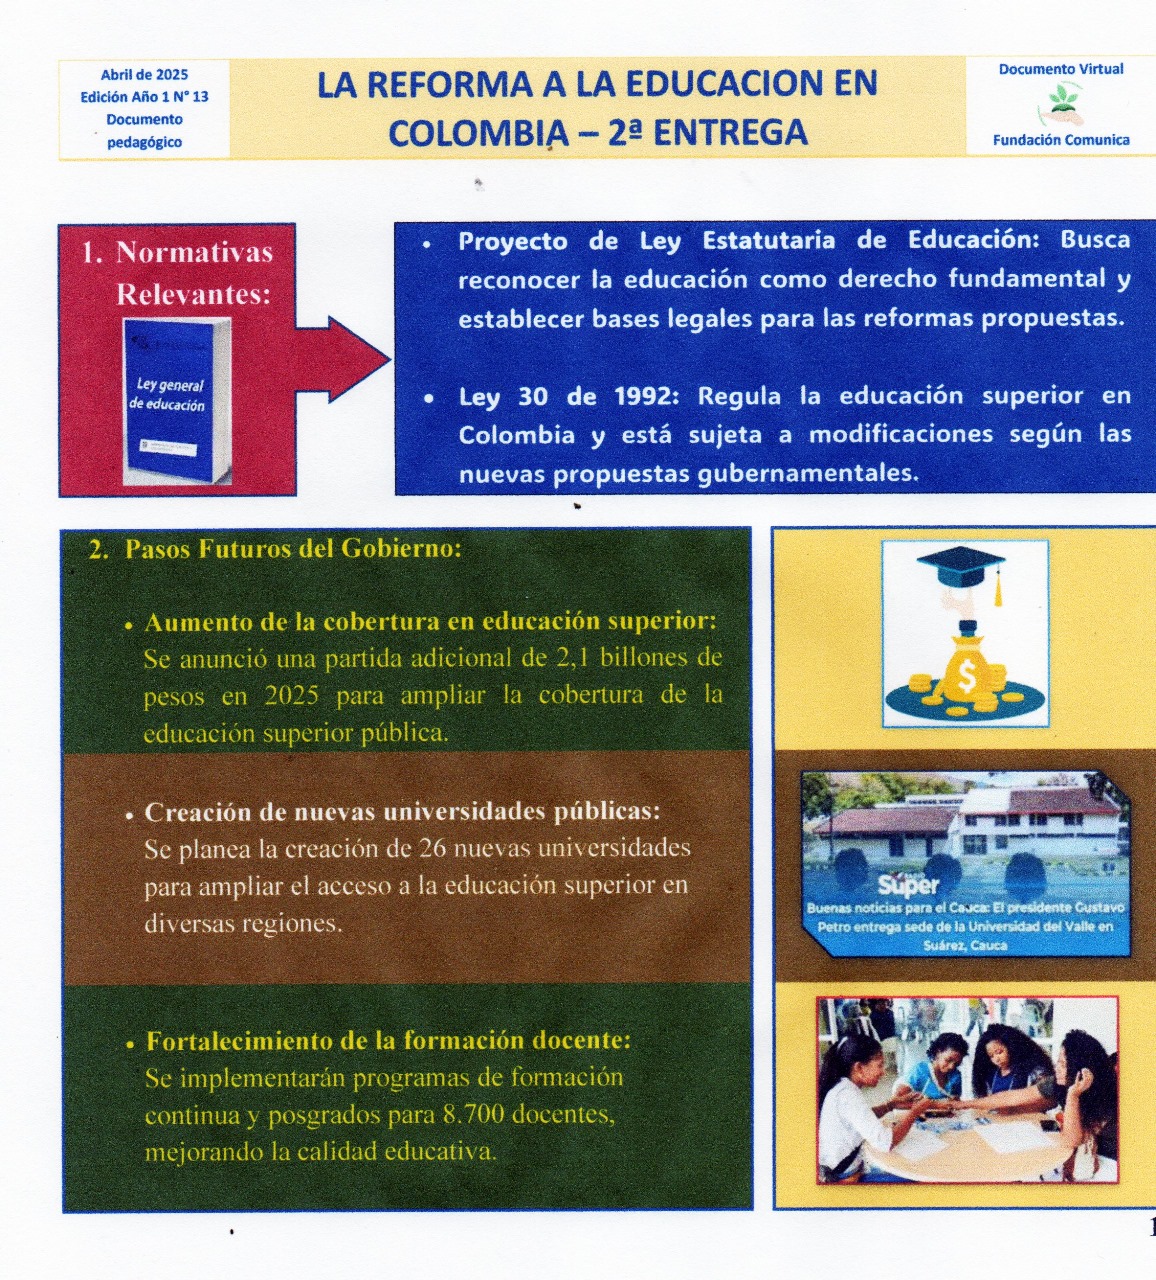 Abril de 2025
Edición Año 1 N° 13
Documento
pedagógico
LA REFORMA A LA EDUCACION EN
COLOMBIA – 2ª ENTREGA
Documento Virtual
Fundación Comunica
1. Normativas
Relevantes:
Ley general
de educación
• Proyecto de Ley Estatutaria de Educación: Busca
reconocer la educación como derecho fundamental y
establecer bases legales para las reformas propuestas.
• Ley 30 de 1992: Regula la educación superior en
Colombia y está sujeta a modificaciones según las
nuevas propuestas gubernamentales.
2. Pasos Futuros del Gobierno:
• Aumento de la cobertura en educación superior:
Se anunció una partida adicional de 2,1 billones de
pesos en 2025 para ampliar la cobertura de la
educación superior pública.
$
• Creación de nuevas universidades públicas:
Se planea la creación de 26 nuevas universidades
para ampliar el acceso a la educación superior en
diversas regiones.
Súper
Buenas noticias para el Cauca: El presidente Gustavo
Petro entrega sede de la Universidad del Valle en
Suárez, Cauca
• Fortalecimiento de la formación docente:
Se implementarán programas de formación
continua y posgrados para 8.700 docentes,
mejorando la calidad educativa.
1